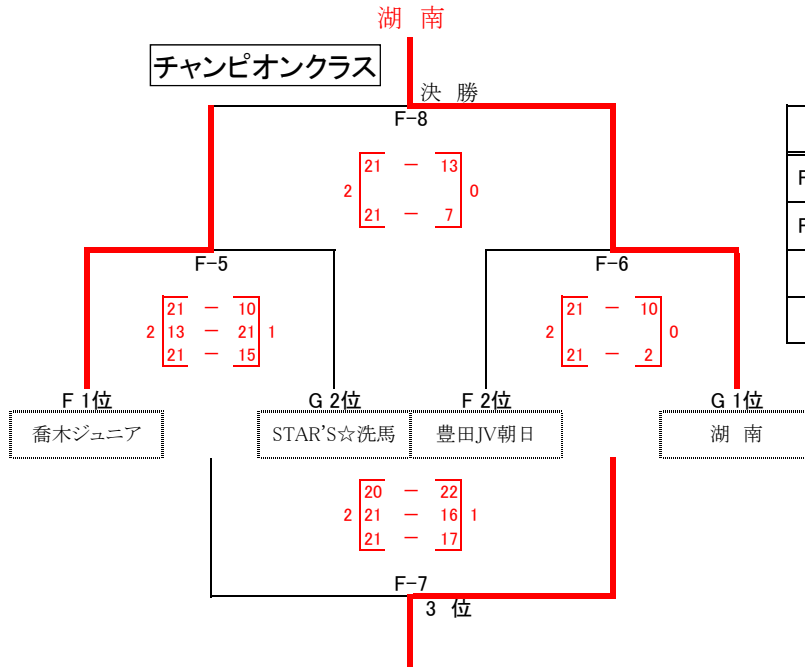 湖 南
チャンピオンクラス
決 勝
F-8
21 － 13
2 0
21 － 7
F-5 F-6
21 － 10
2 13 － 21 1
21 － 15
21 － 10
2 0
21 － 2
F 1位 G 2位 F 2位 G 1位
喬木ジュニア STAR'S☆洗馬 豊田JV朝日 湖 南
20 － 22
2 21 － 16 1
21 － 17
F-7
3 位